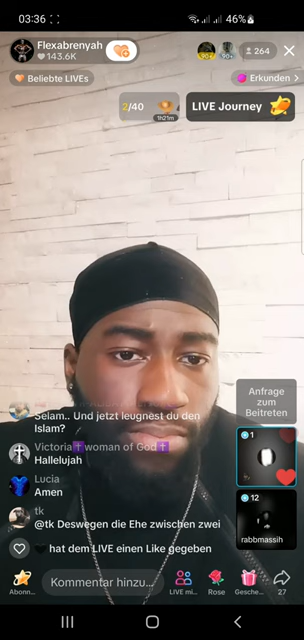 03:36
46%
Flexabrenyah
143.6K
90+
264
Beliebte LIVEs
Erkunden >
2/40
1h21m
LIVE Journey
Anfrage
zum
Beitreten
Selam.. Und jetzt leugnest du den
Islam?
Victoria✝️woman of God✝️
Hallelujah
Lucia
Amen
tk
@tk Deswegen die Ehe zwischen zwei
🖤 hat dem LIVE einen Like gegeben
1
12
rabbmassih
Kommentar hinzu...
Abonn...
LIVE mi...
Rose
Gesche...
27